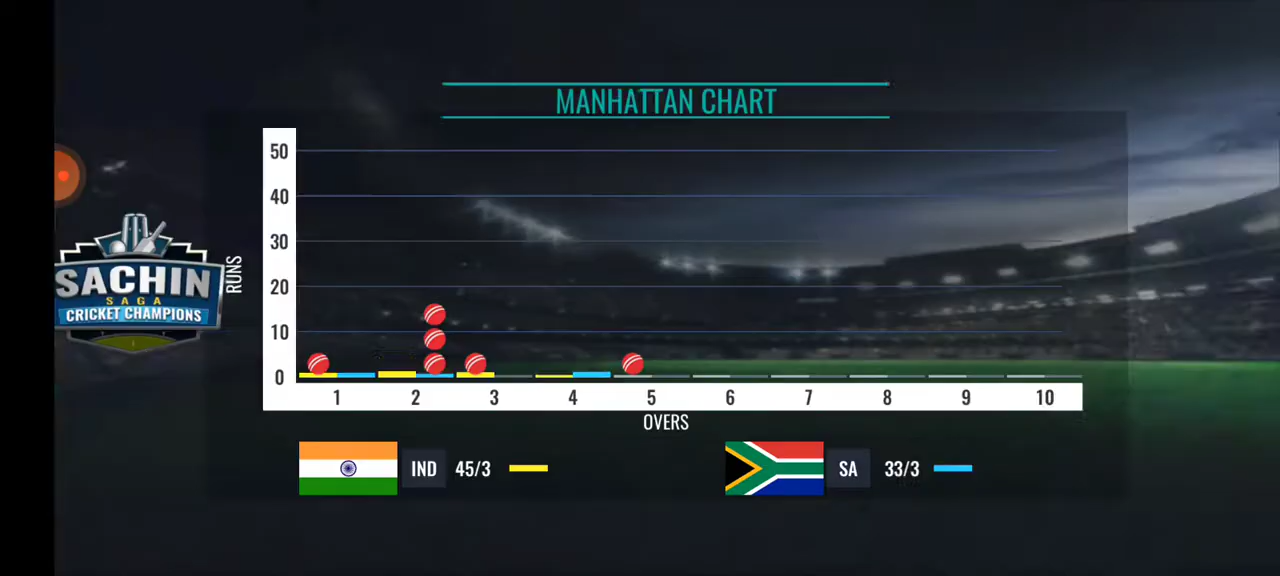 MANHATTAN CHART
50
40
30
20
10
0
RUNS
SACHIN
SAGA
CRICKET CHAMPIONS
1 2 3 4 5 6 7 8 9 10
OVERS
IND 45/3 SA 33/3